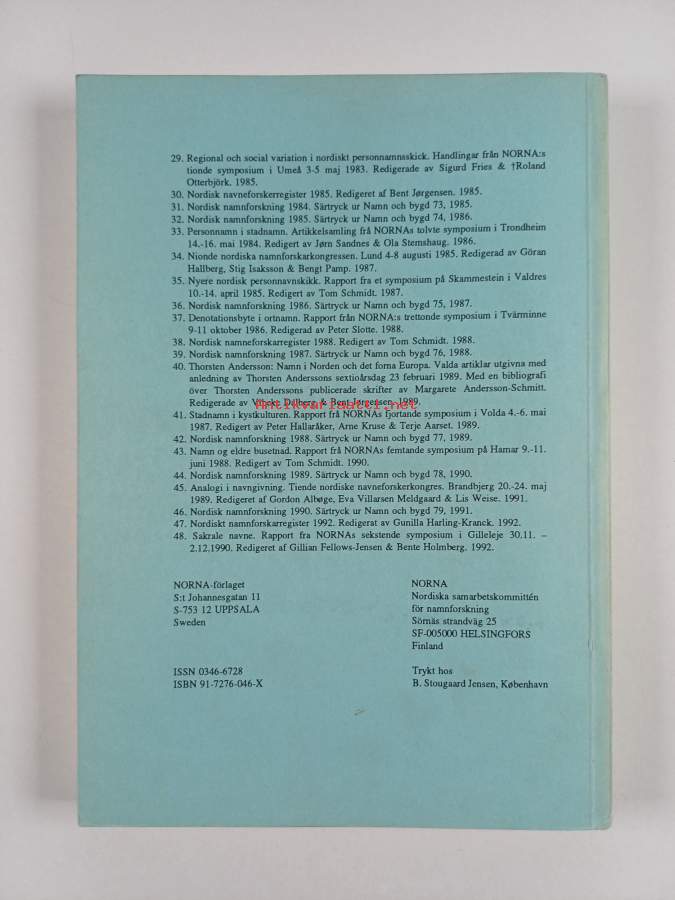 29. Regional och social variation i nordiskt personnamnsskick. Handlingar från NORNA:s
tionde symposium i Umeå 3-5 maj 1983. Redigerade av Sigurd Fries & †Roland
Otterbjörk. 1985.
30. Nordisk navneforskerregister 1985. Redigeret af Bent Jørgensen. 1985.
31. Nordisk namnforskning 1984. Särtryck ur Namn och bygd 73, 1985.
32. Nordisk namnforskning 1985. Särtryck ur Namn och bygd 74, 1986.
33. Personnamn i stadnamn. Artikkelsamling frå NORNAs tolvte symposium i Trondheim
14.-16. mai 1984. Redigert av Jørn Sandnes & Ola Stemshaug. 1986.
34. Nionde nordiska namnforskarkongressen. Lund 4-8 augusti 1985. Redigerad av Göran
Hallberg, Stig Isaksson & Bengt Pamp. 1987.
35. Nyere nordisk personnavnskikk. Rapport fra et symposium på Skammestein i Valdres
10.-14. april 1985. Redigert av Tom Schmidt. 1987.
36. Nordisk namnforskning 1986. Särtryck ur Namn och bygd 75, 1987.
37. Denotationsbyte i ortnamn. Rapport från NORNA:s trettonde symposium i Tvärminne
9-11 oktober 1986. Redigerad av Peter Slotte. 1988.
38. Nordisk namneforskarregister 1988. Redigert av Tom Schmidt. 1988.
39. Nordisk namnforskning 1987. Särtryck ur Namn och bygd 76, 1988.
40. Thorsten Andersson: Namn i Norden och det forna Europa. Valda artiklar utgivna med
anledning av Thorsten Anderssons sextioårsdag 23 februari 1989. Med en bibliografi
över Thorsten Anderssons publicerade skrifter av Margarete Andersson-Schmitt.
Redigerade av Vibeke Dalberg & Bent Jørgensen. 1989.
Antikvariaatti.net
41. Stadnamn i kystkulturen. Rapport frå NORNAs fjortande symposium i Volda 4.-6. mai
1987. Redigert av Peter Hallaråker, Arne Kruse & Terje Aarset. 1989.
42. Nordisk namnforskning 1988. Särtryck ur Namn och bygd 77, 1989.
43. Namn og eldre busetnad. Rapport frå NORNAs femtande symposium på Hamar 9.-11.
juni 1988. Redigert av Tom Schmidt. 1990.
44. Nordisk namnforskning 1989. Särtryck ur Namn och bygd 78, 1990.
45. Analogi i navngivning. Tiende nordiske navneforskerkongres. Brandbjerg 20.-24. maj
1989. Redigeret af Gordon Albøge, Eva Villarsen Meldgaard & Lis Weise. 1991.
46. Nordisk namnforskning 1990. Särtryck ur Namn och bygd 79, 1991.
47. Nordiskt namnforskarregister 1992. Redigerat av Gunilla Harling-Kranck. 1992.
48. Sakrale navne. Rapport fra NORNAs sekstende symposium i Gilleleje 30.11. –
2.12.1990. Redigeret af Gillian Fellows-Jensen & Bente Holmberg. 1992.
NORNA-förlaget
S:t Johannesgatan 11
S-753 12 UPPSALA
Sweden
NORNA
Nordiska samarbetskommittén
för namnforskning
Sömäs strandväg 25
SF-005000 HELSINGFORS
Finland
ISSN 0346-6728
ISBN 91-7276-046-X
Trykt hos
B. Stougaard Jensen, København